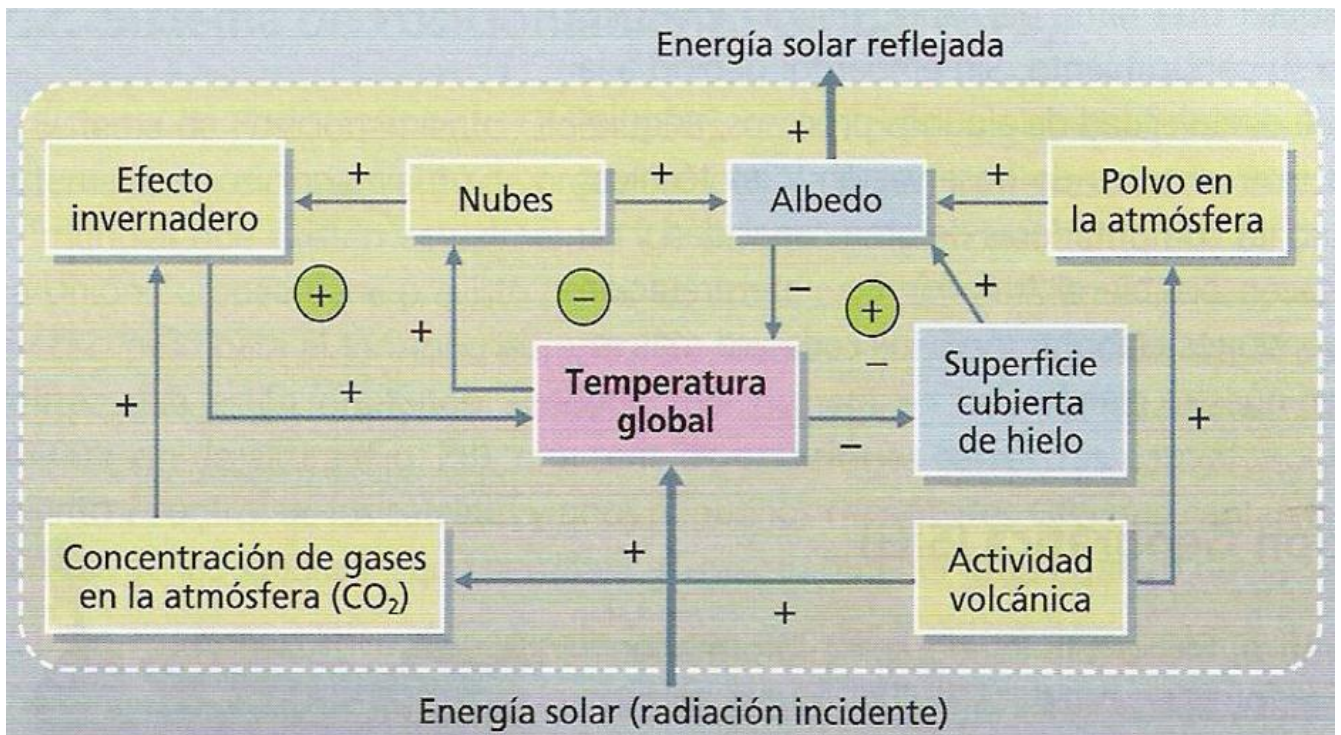 Energía solar reflejada
+
Efecto
invernadero
+
Nubes
+
Albedo
+
Polvo en
la atmósfera
+
−
−
+
+
+
−
+
+
Temperatura
global
−
Superficie
cubierta
de hielo
+
+
Concentración de gases
en la atmósfera (CO₂)
+
+
Actividad
volcánica
Energía solar (radiación incidente)